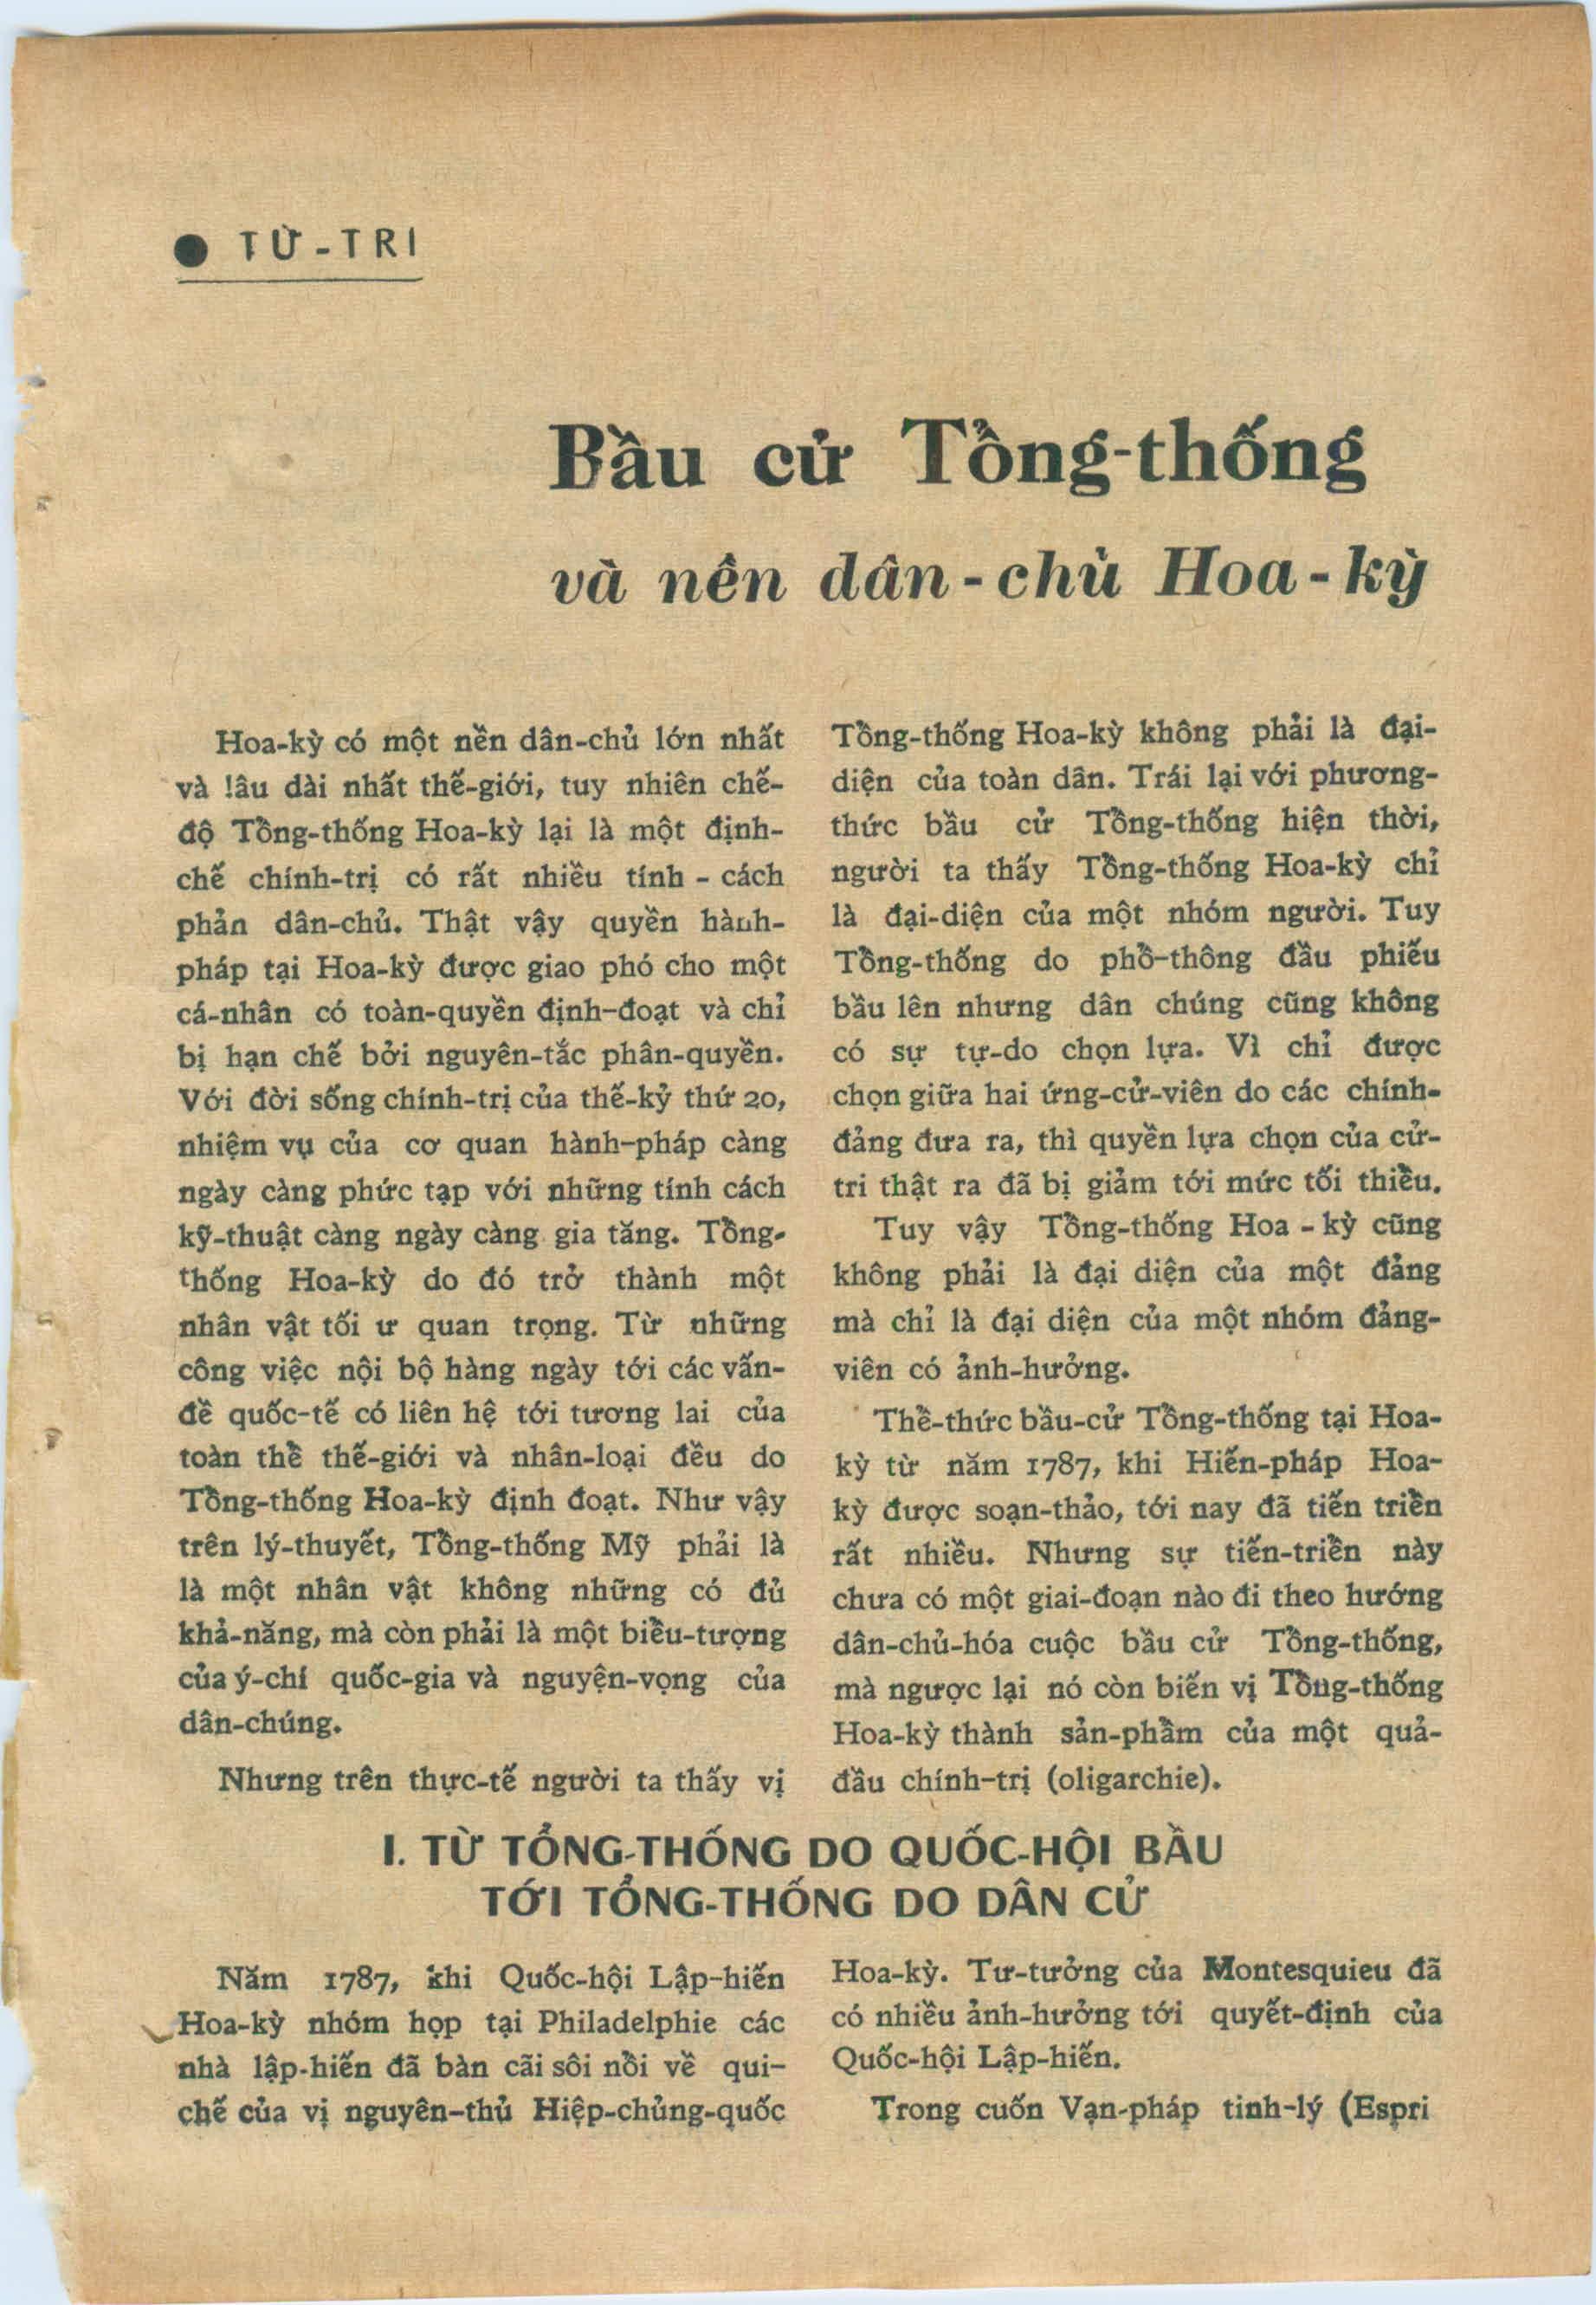 ● TỪ-TRI
Bầu cử Tổng-thống
và nền dân-chủ Hoa-kỳ
Hoa-kỳ có một nền dân-chủ lớn nhất
và lâu dài nhất thế-giới, tuy nhiên chế-
độ Tổng-thống Hoa-kỳ lại là một định-
chế chính-trị có rất nhiều tính - cách
phản dân-chủ. Thật vậy quyền hành-
pháp tại Hoa-kỳ được giao phó cho một
cá-nhân có toàn-quyền định-đoạt và chỉ
bị hạn chế bởi nguyên-tắc phân-quyền.
Với đời sống chính-trị của thế-kỷ thứ 20,
nhiệm vụ của cơ quan hành-pháp càng
ngày càng phức tạp với những tính cách
kỹ-thuật càng ngày càng gia tăng. Tổng-
thống Hoa-kỳ do đó trở thành một
nhân vật tối ư quan trọng. Từ những
công việc nội bộ hàng ngày tới các vấn-
đề quốc-tế có liên hệ tới tương lai của
toàn thể thế-giới và nhân-loại đều do
Tổng-thống Hoa-kỳ định đoạt. Như vậy
trên lý-thuyết, Tổng-thống Mỹ phải là
là một nhân vật không những có đủ
khả-năng, mà còn phải là một biểu-tượng
của ý-chí quốc-gia và nguyện-vọng của
dân-chúng.
Nhưng trên thực-tế người ta thấy vị
Tổng-thống Hoa-kỳ không phải là đại-
diện của toàn dân. Trái lại với phương-
thức bầu cử Tổng-thống hiện thời,
người ta thấy Tổng-thống Hoa-kỳ chỉ
là đại-diện của một nhóm người. Tuy
Tổng-thống do phổ-thông đầu phiếu
bầu lên nhưng dân chúng cũng không
có sự tự-do chọn lựa. Vì chỉ được
chọn giữa hai ứng-cử-viên do các chính-
đảng đưa ra, thì quyền lựa chọn của cử-
tri thật ra đã bị giảm tới mức tối thiểu.
Tuy vậy Tổng-thống Hoa - kỳ cũng
không phải là đại diện của một đảng
mà chỉ là đại diện của một nhóm đảng-
viên có ảnh-hưởng.
Thể-thức bầu-cử Tổng-thống tại Hoa-
kỳ từ năm 1787, khi Hiến-pháp Hoa-
kỳ được soạn-thảo, tới nay đã tiến triển
rất nhiều. Nhưng sự tiến-triển này
chưa có một giai-đoạn nào đi theo hướng
dân-chủ-hóa cuộc bầu cử Tổng-thống,
mà ngược lại nó còn biến vị Tổng-thống
Hoa-kỳ thành sản-phẩm của một quả-
đầu chính-trị (oligarchie).
I. TỪ TỔNG-THỐNG DO QUỐC-HỘI BẦU
TỚI TỔNG-THỐNG DO DÂN CỬ
Năm 1787, khi Quốc-hội Lập-hiến
Hoa-kỳ nhóm họp tại Philadelphie các
nhà lập-hiến đã bàn cãi sôi nổi về qui-
chế của vị nguyên-thủ Hiệp-chủng-quốc
Hoa-kỳ. Tư-tưởng của Montesquieu đã
có nhiều ảnh-hưởng tới quyết-định của
Quốc-hội Lập-hiến.
Trong cuốn Vạn-pháp tinh-lý (Espri